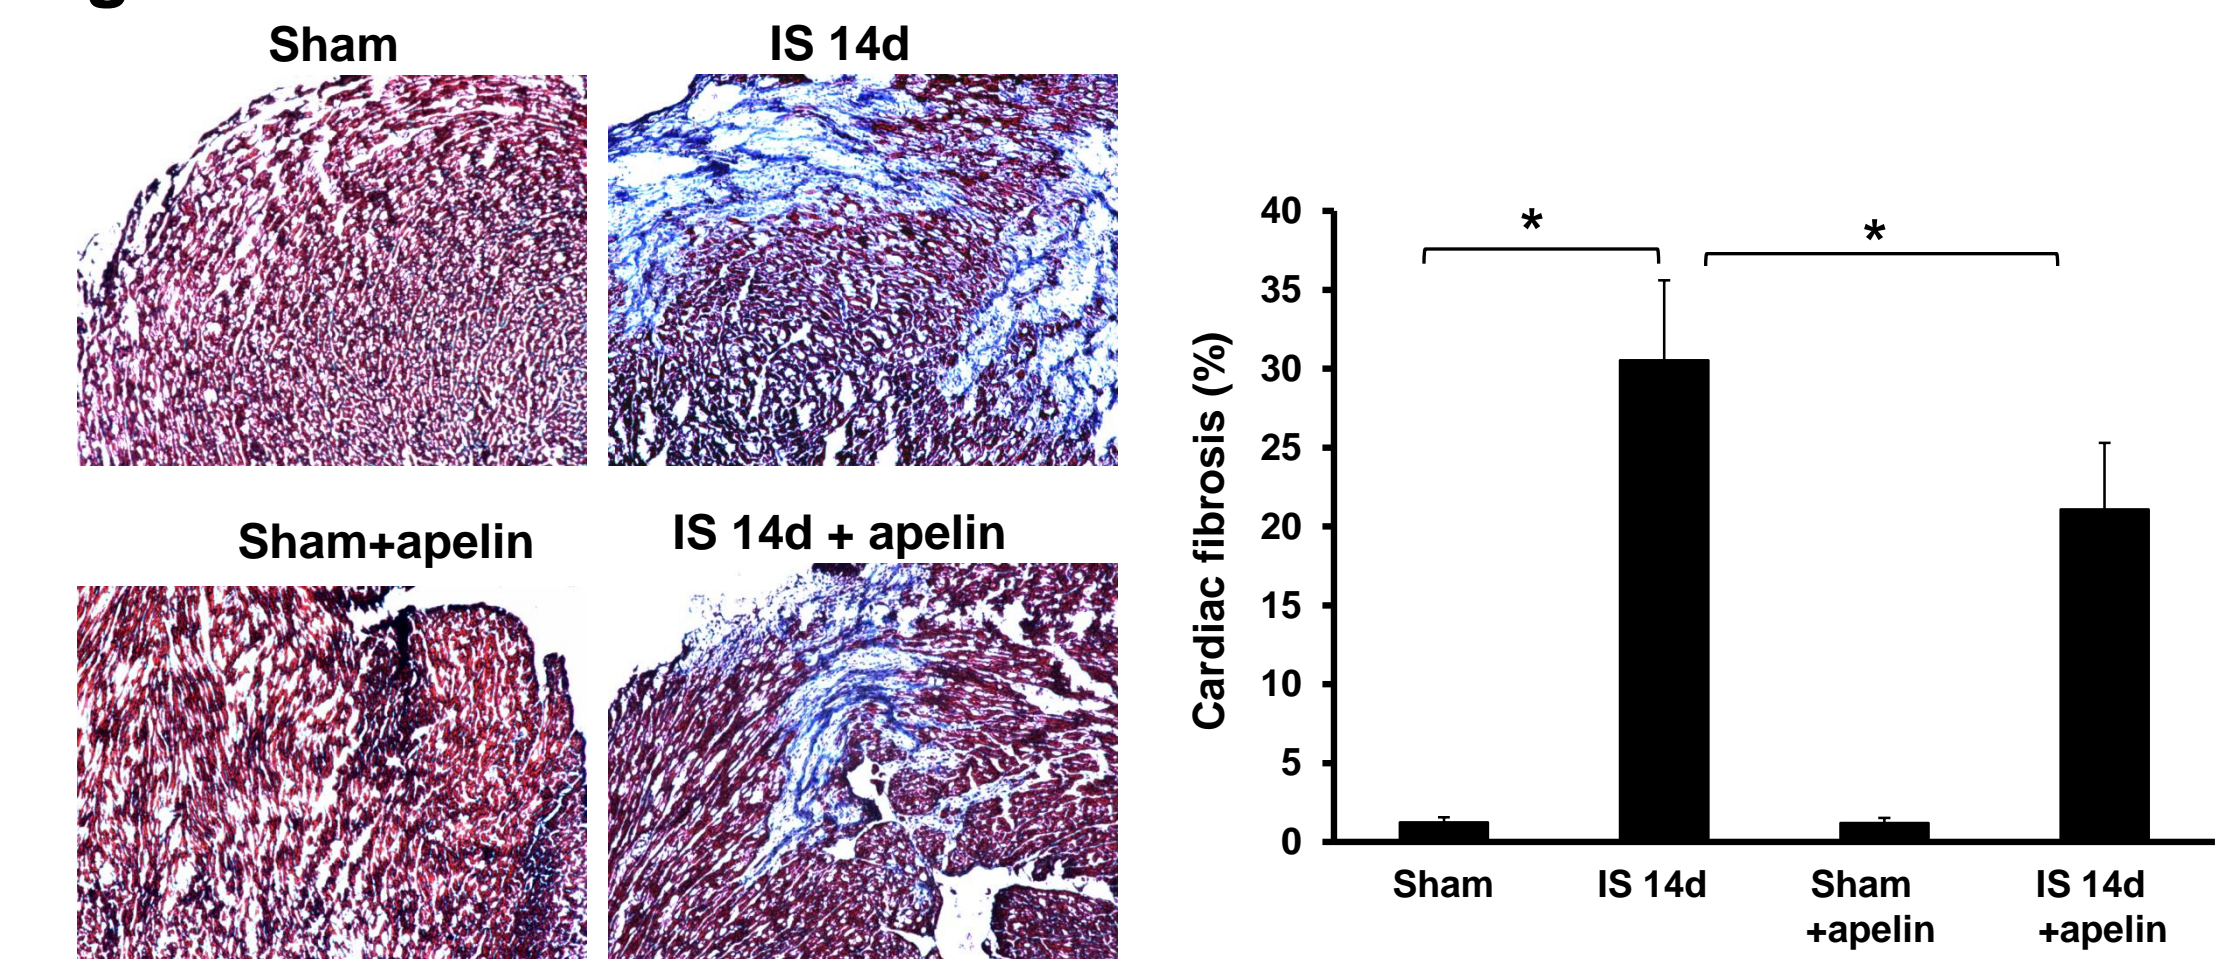 Sham
IS 14d
Sham+apelin
IS 14d + apelin
Cardiac fibrosis (%)
40
35
30
25
20
15
10
5
0
*
*
Sham
IS 14d
Sham
+apelin
IS 14d
+apelin